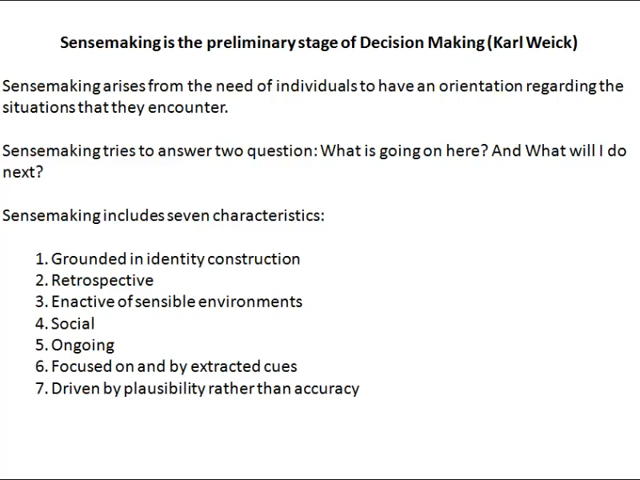 Sensemaking is the preliminary stage of Decision Making (Karl Weick)
Sensemaking arises from the need of individuals to have an orientation regarding the
situations that they encounter.
Sensemaking tries to answer two question: What is going on here? And What will I do
next?
Sensemaking includes seven characteristics:
1. Grounded in identity construction
2. Retrospective
3. Enactive of sensible environments
4. Social
5. Ongoing
6. Focused on and by extracted cues
7. Driven by plausibility rather than accuracy